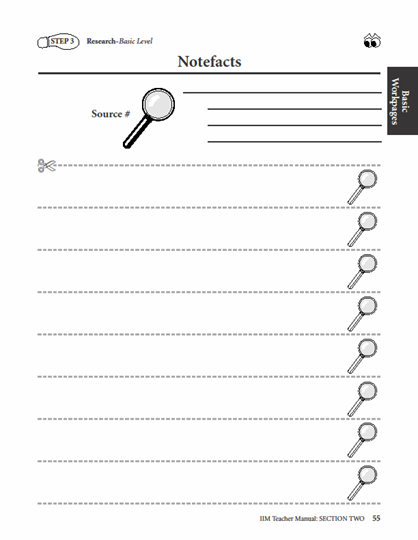 STEP 3 Research–Basic Level
Notefacts
Basic
Workpages
Source #
IIM Teacher Manual: SECTION TWO 55